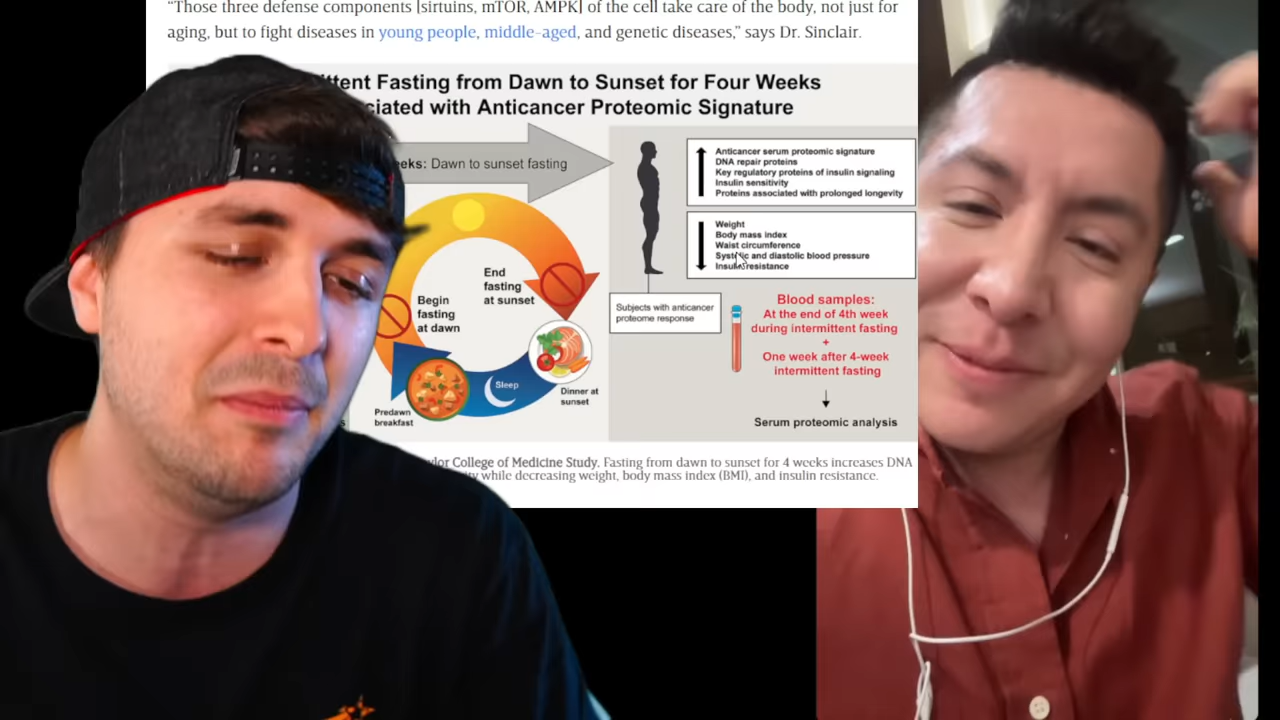 “Those three defense components [sirtuins, mTOR, AMPK] of the cell take care of the body, not just for
aging, but to fight diseases in young people, middle-aged, and genetic diseases,” says Dr. Sinclair.
Fasting from Dawn to Sunset for Four Weeks
with Anticancer Proteomic Signature
Dawn to sunset fasting
Begin
fasting
at dawn
End
fasting
at sunset
Sleep
Predawn
breakfast
Dinner at
sunset
Anticancer serum proteomic signature
DNA repair proteins
Key regulatory proteins of insulin signaling
Insulin sensitivity
Proteins associated with prolonged longevity
Weight
Body mass index
Waist circumference
Systolic and diastolic blood pressure
Insulin resistance
Subjects with anticancer
proteome response
Blood samples:
At the end of 4th week
during intermittent fasting
+
One week after 4-week
intermittent fasting
Serum proteomic analysis
College of Medicine Study. Fasting from dawn to sunset for 4 weeks increases DNA
while decreasing weight, body mass index (BMI), and insulin resistance.